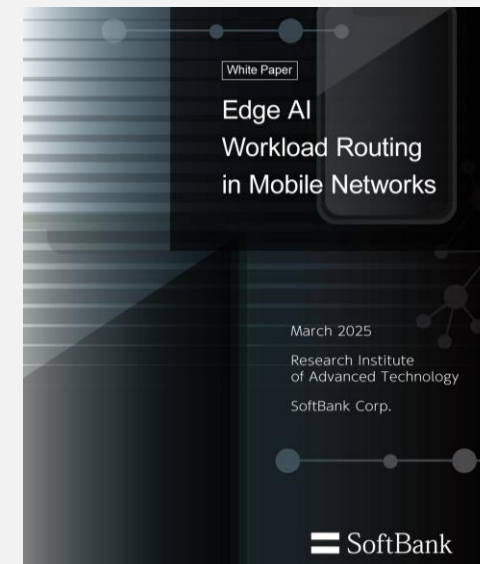 White Paper
Edge AI
Workload Routing
in Mobile Networks
March 2025
Research Institute
of Advanced Technology
SoftBank Corp.
SoftBank